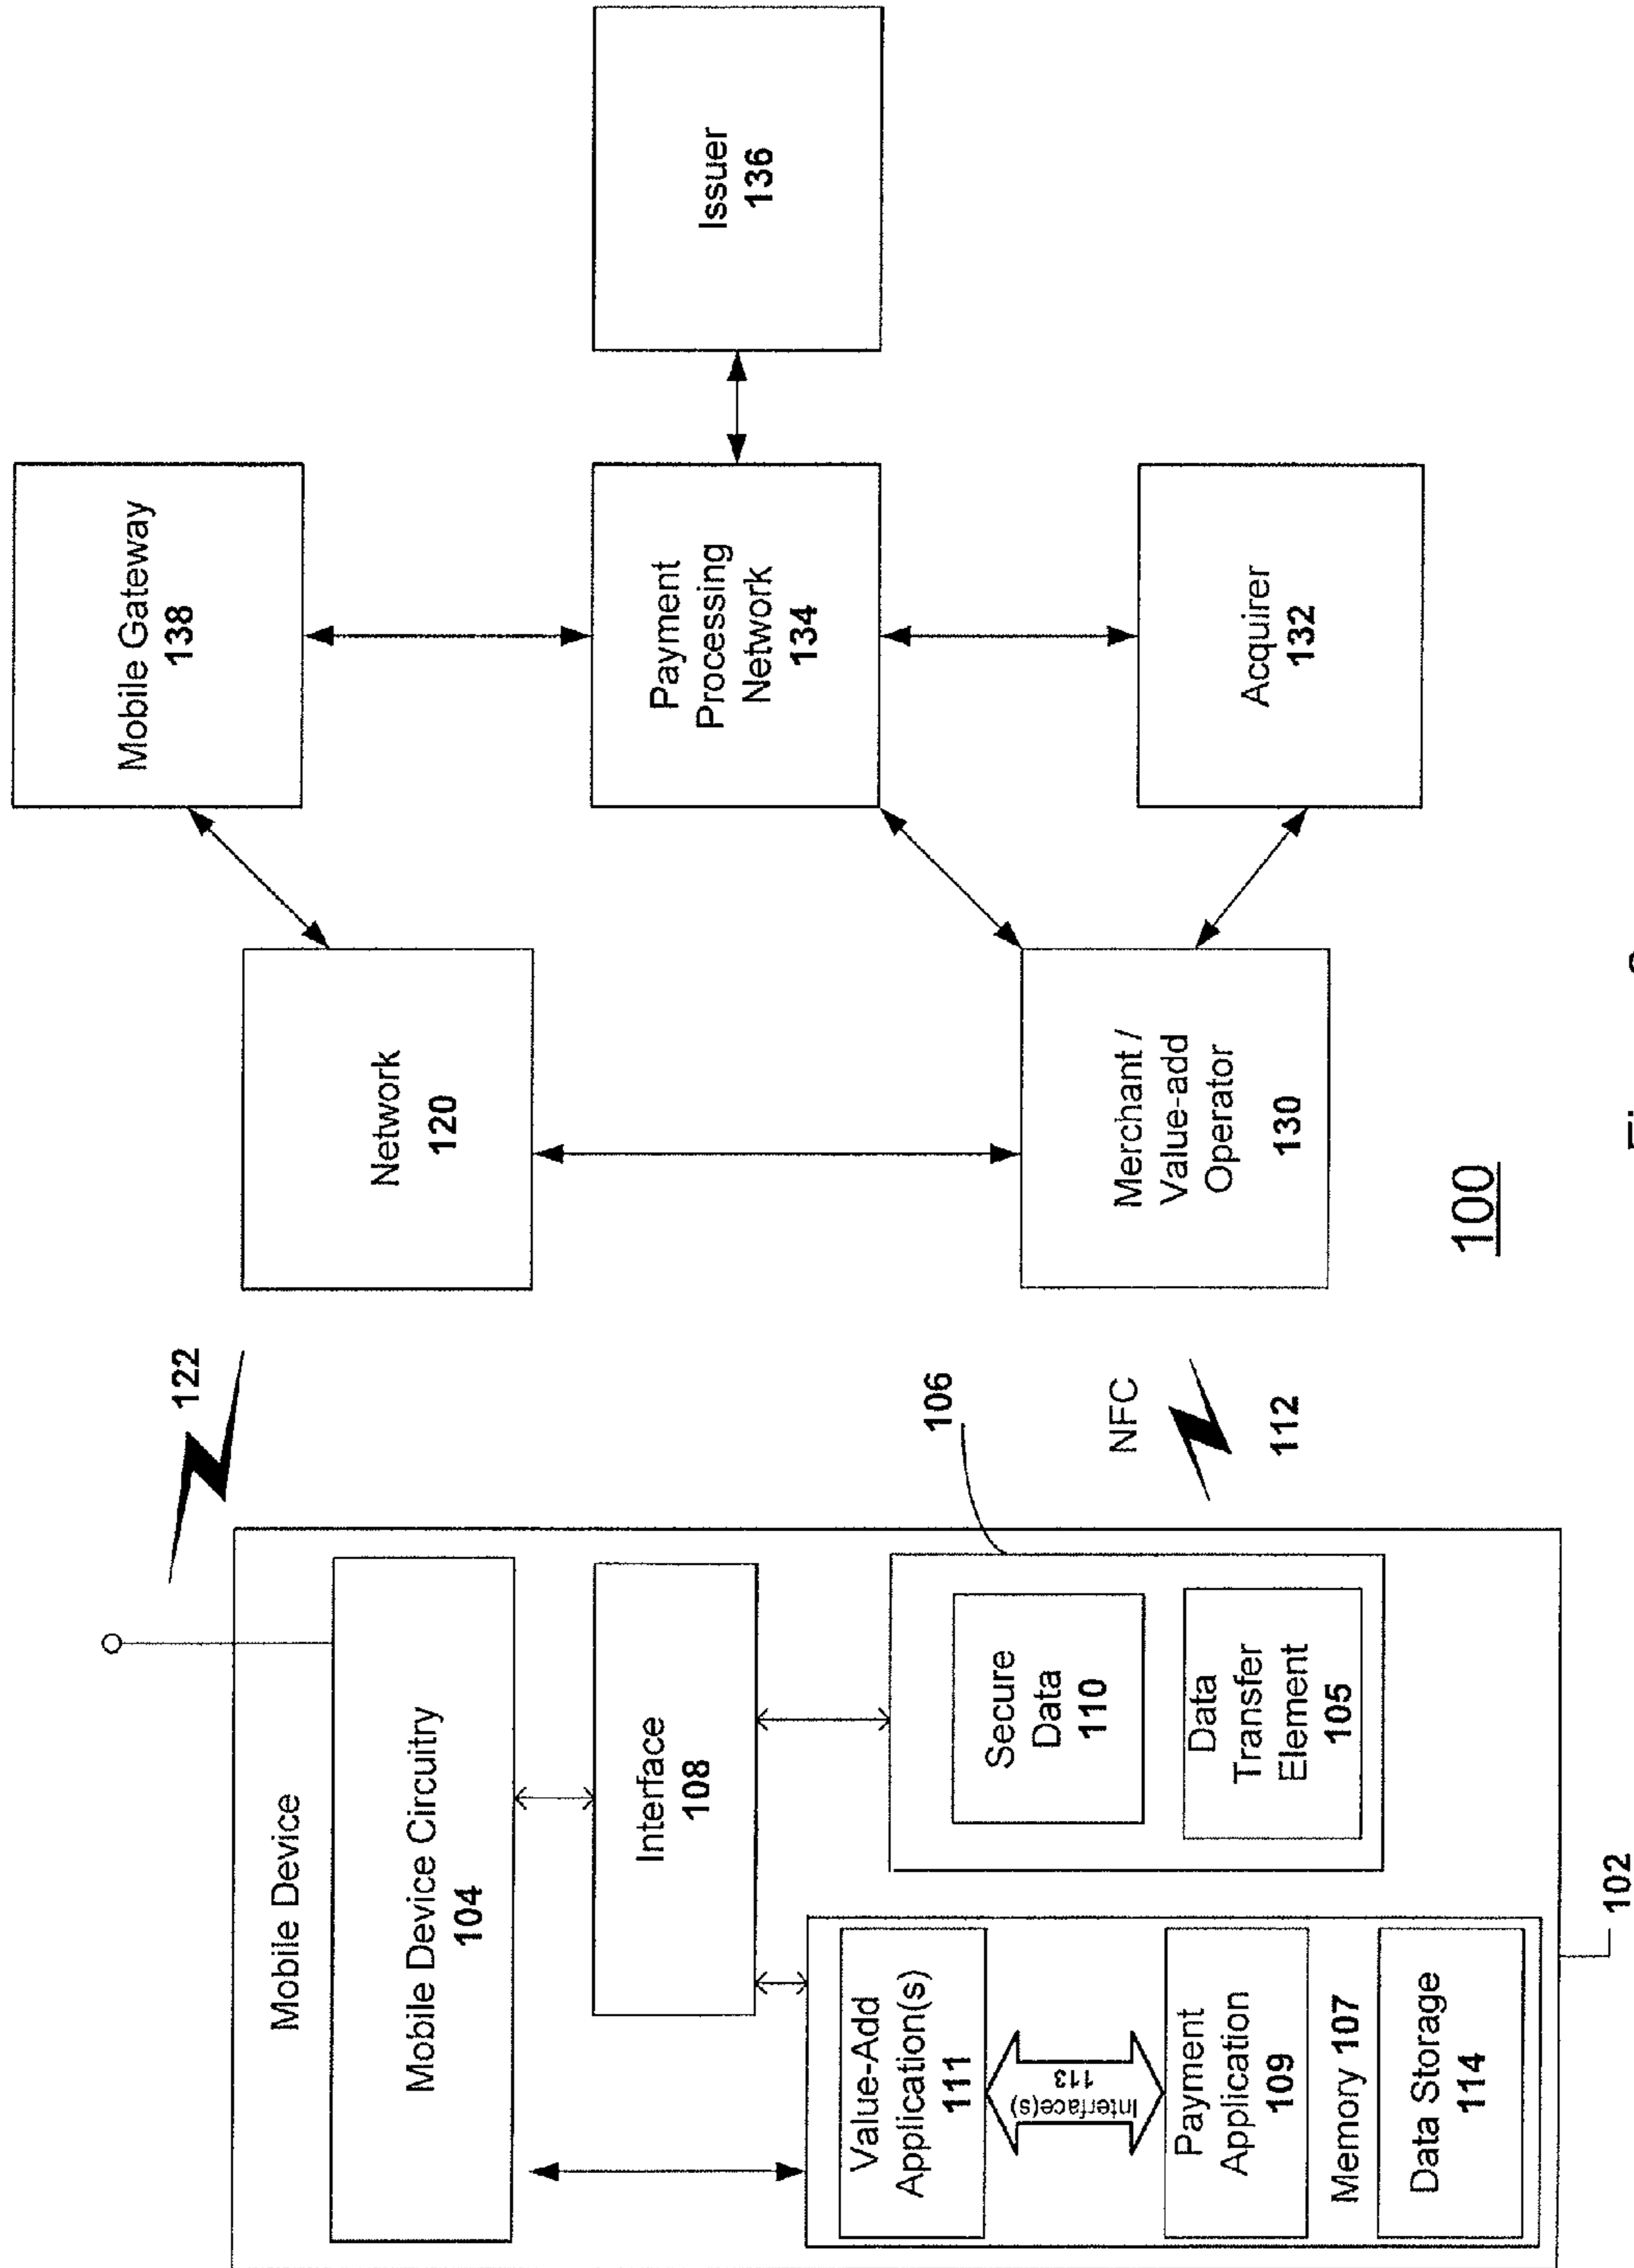 Mobile Device
Mobile Device Circuitry
104
Interface
108
Value-Add
Application(s)
111
Interface(s)
113
Payment
Application
109
Memory 107
Data Storage
114
Secure
Data
110
Data
Transfer
Element
105
106
102
122
NFC
112
Network
120
Merchant /
Value-add
Operator
130
Mobile Gateway
138
Payment
Processing
Network
134
Acquirer
132
Issuer
136
100